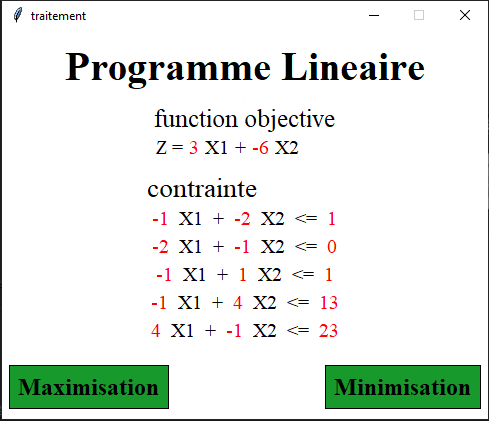 traitement
Programme Lineaire
function objective
Z = 3 X1 + -6 X2
contrainte
-1 X1 + -2 X2 <= 1
-2 X1 + -1 X2 <= 0
-1 X1 + 1 X2 <= 1
-1 X1 + 4 X2 <= 13
4 X1 + -1 X2 <= 23
Maximisation Minimisation